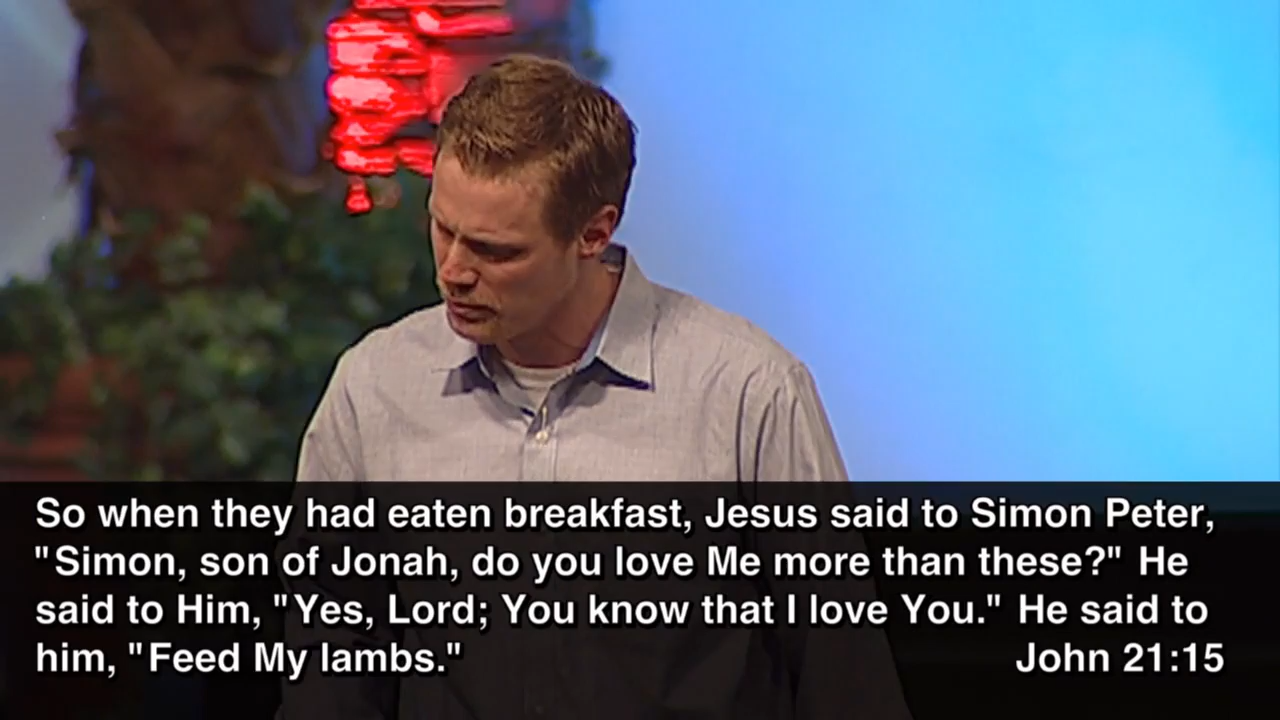 So when they had eaten breakfast, Jesus said to Simon Peter,
"Simon, son of Jonah, do you love Me more than these?" He
said to Him, "Yes, Lord; You know that I love You." He said to
him, "Feed My lambs." John 21:15